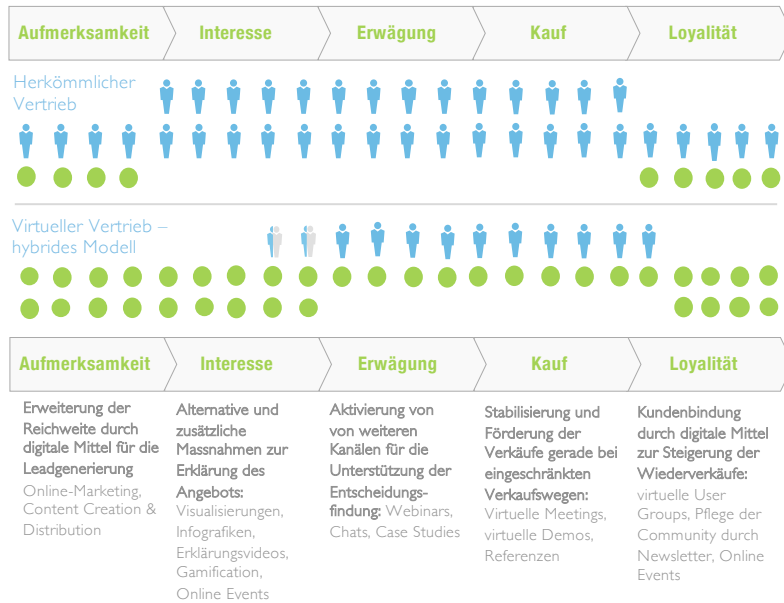 Aufmerksamkeit
Interesse
Erwägung
Kauf
Loyalität
Herkömmlicher
Vertrieb
Virtueller Vertrieb –
hybrides Modell
Aufmerksamkeit
Interesse
Erwägung
Kauf
Loyalität
Erweiterung der
Reichweite durch
digitale Mittel für die
Leadgenerierung
Online-Marketing,
Content Creation &
Distribution
Alternative und
zusätzliche
Massnahmen zur
Erklärung des
Angebots:
Visualisierungen,
Infografiken,
Erklärungsvideos,
Gamification,
Online Events
Aktivierung von
von weiteren
Kanälen für die
Unterstützung der
Entscheidungs-
findung: Webinars,
Chats, Case Studies
Stabilisierung und
Förderung der
Verkäufe gerade bei
eingeschränkten
Verkaufswegen:
Virtuelle Meetings,
virtuelle Demos,
Referenzen
Kundenbindung
durch digitale Mittel
zur Steigerung der
Wiederverkäufe:
virtuelle User
Groups, Pflege der
Community durch
Newsletter, Online
Events